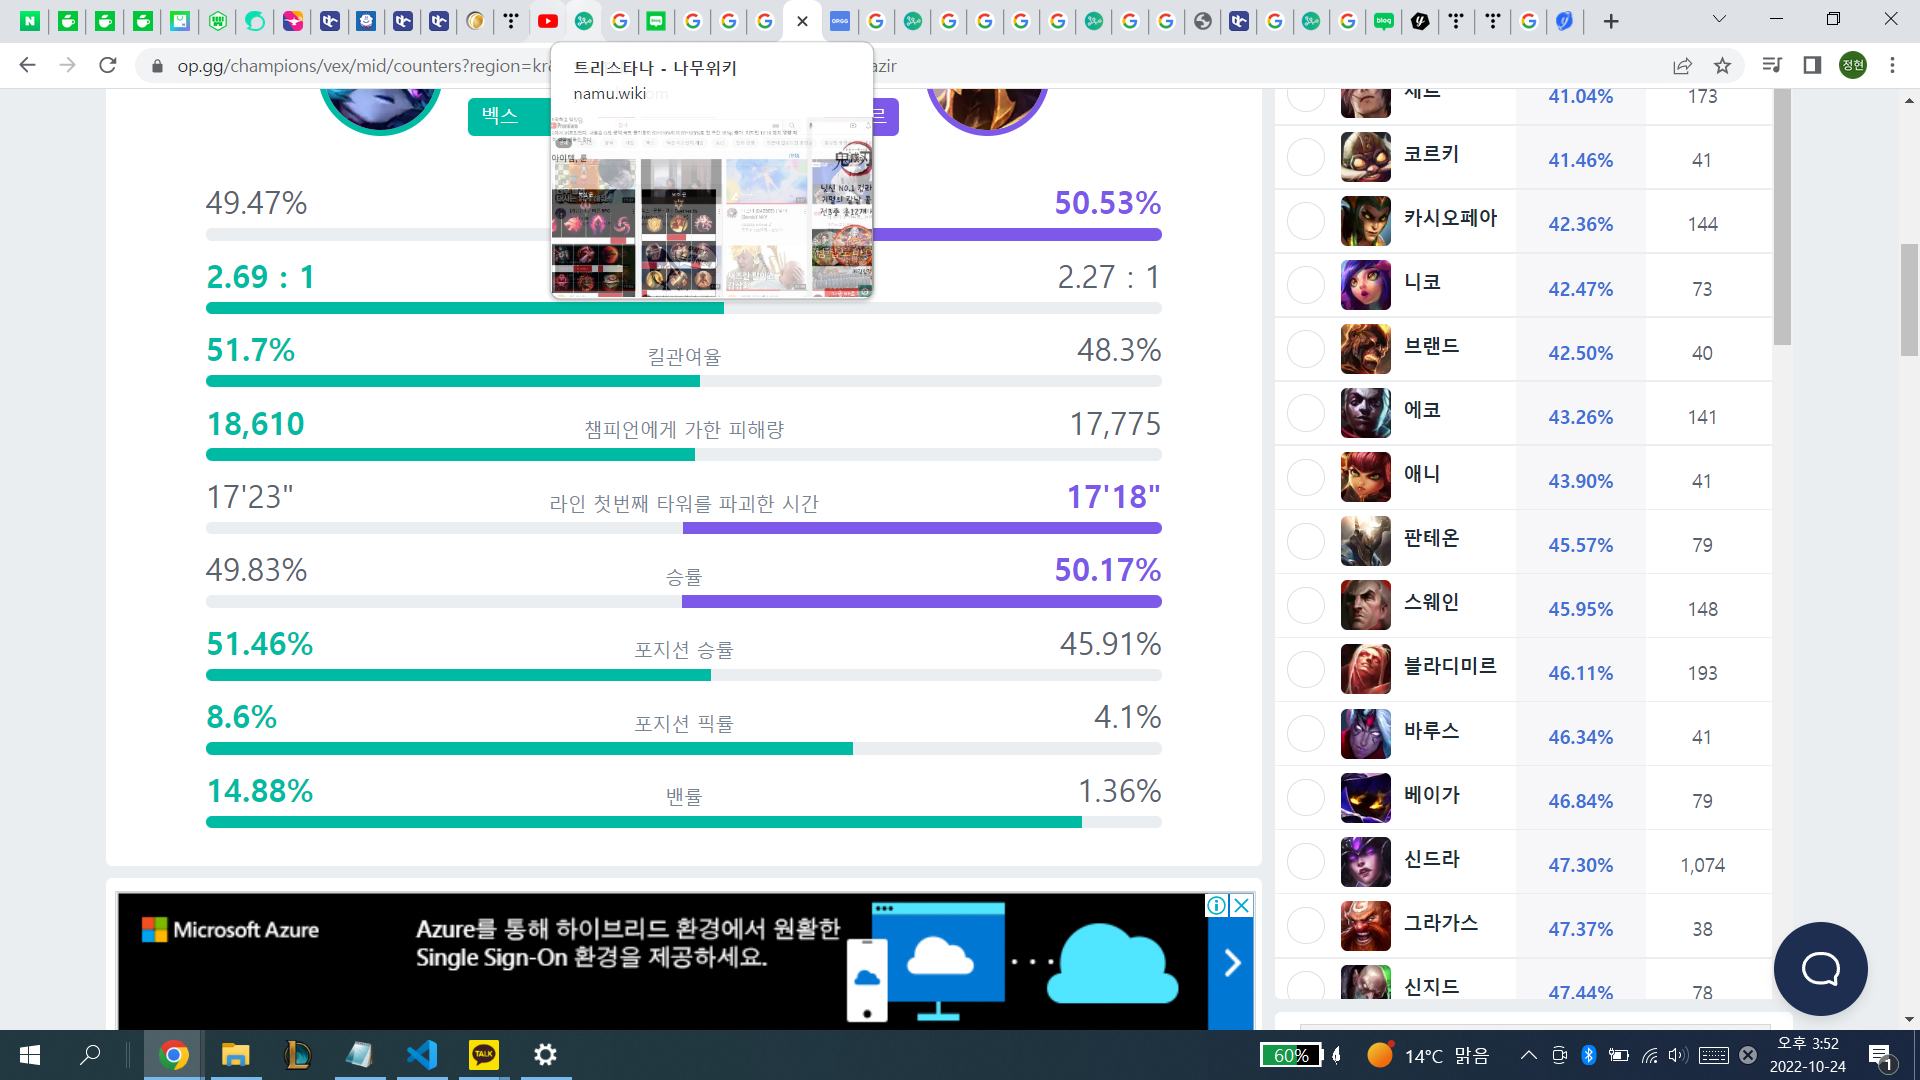 op.gg/champions/vex/mid/counters?region=kr
azir
정현
트리스타나 - 나무위키
namu.wiki
벡스
르
49.47%
50.53%
2.69 : 1
2.27 : 1
51.7%
킬관여율
48.3%
18,610
챔피언에게 가한 피해량
17,775
17'23"
라인 첫번째 타워를 파괴한 시간
17'18"
49.83%
승률
50.17%
51.46%
포지션 승률
45.91%
8.6%
포지션 픽률
4.1%
14.88%
밴률
1.36%
세트 41.04% 173
코르키 41.46% 41
카시오페아 42.36% 144
니코 42.47% 73
브랜드 42.50% 40
에코 43.26% 141
애니 43.90% 41
판테온 45.57% 79
스웨인 45.95% 148
블라디미르 46.11% 193
바루스 46.34% 41
베이가 46.84% 79
신드라 47.30% 1,074
그라가스 47.37% 38
신지드 47.44% 78
Microsoft Azure
Azure를 통해 하이브리드 환경에서 원활한
Single Sign-On 환경을 제공하세요.
TALK
60%
14°C 맑음
오후 3:52
2022-10-24
1